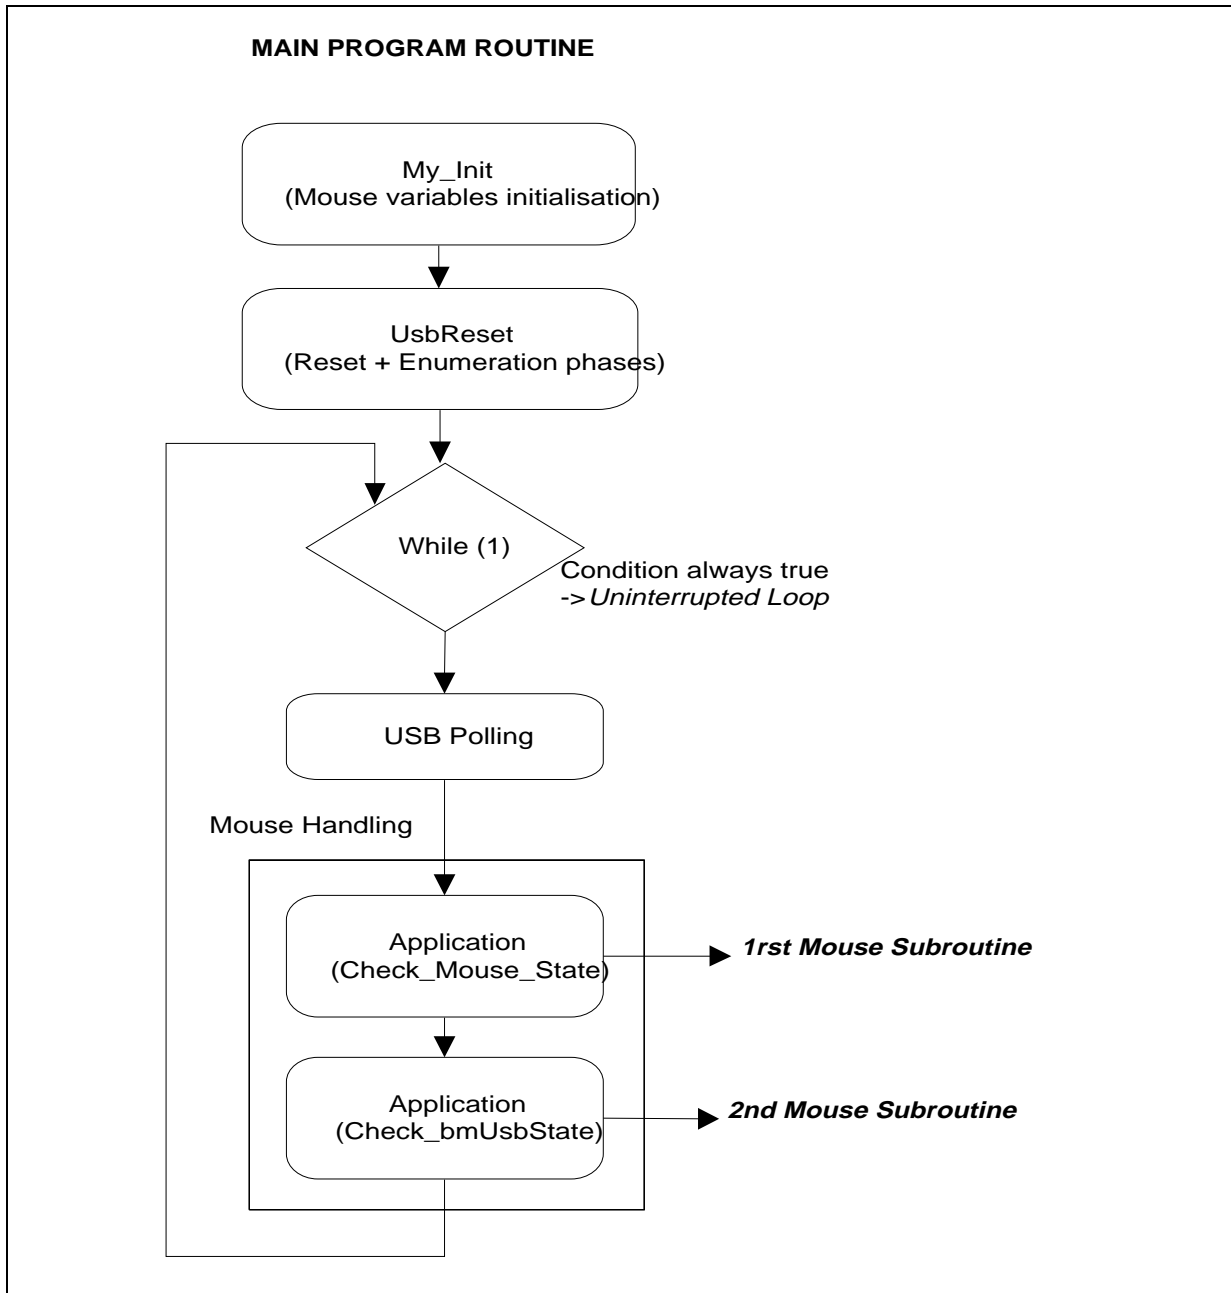 MAIN PROGRAM ROUTINE
My_Init
(Mouse variables initialisation)
UsbReset
(Reset + Enumeration phases)
While (1)
Condition always true
->Uninterrupted Loop
USB Polling
Mouse Handling
Application
(Check_Mouse_State)
1rst Mouse Subroutine
Application
(Check_bmUsbState)
2nd Mouse Subroutine